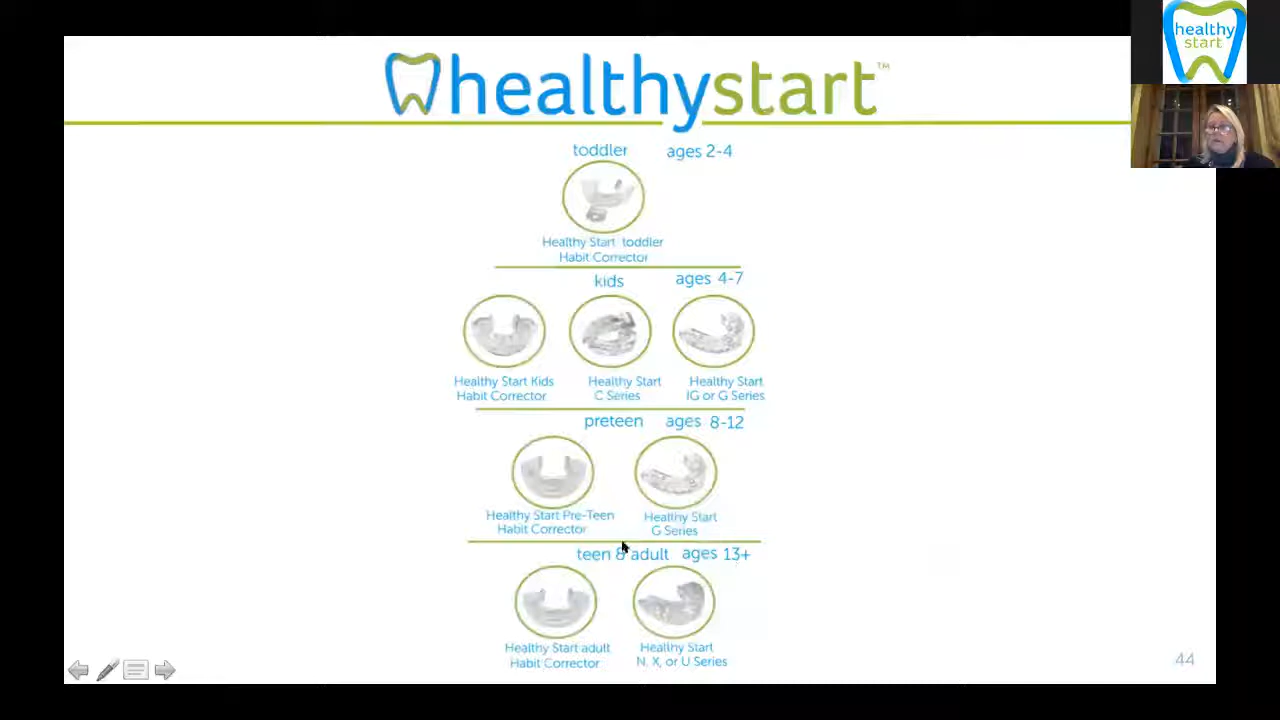 healthystart™
healthy
start
toddler ages 2-4
Healthy Start toddler
Habit Corrector
kids ages 4-7
Healthy Start Kids
Habit Corrector
Healthy Start
C Series
Healthy Start
IG or G Series
preteen ages 8-12
Healthy Start Pre-Teen
Habit Corrector
Healthy Start
G Series
teen & adult ages 13+
Healthy Start adult
Habit Corrector
Healthy Start
N, X, or U Series
44